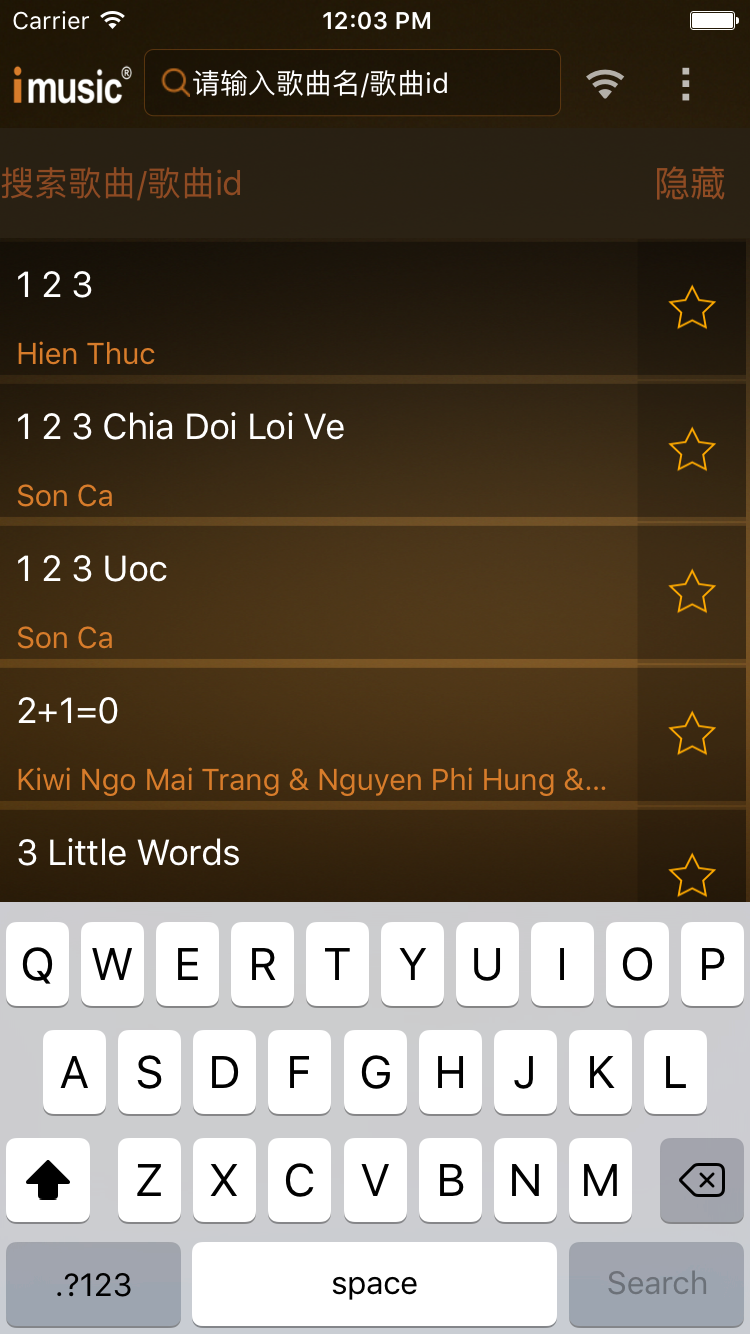 Carrier 12:03 PM
imusic® 请输入歌曲名/歌曲id
搜索歌曲/歌曲id 隐藏
1 2 3
Hien Thuc
1 2 3 Chia Doi Loi Ve
Son Ca
1 2 3 Uoc
Son Ca
2+1=0
Kiwi Ngo Mai Trang & Nguyen Phi Hung &...
3 Little Words
Q W E R T Y U I O P
A S D F G H J K L
Z X C V B N M
.?123 space Search